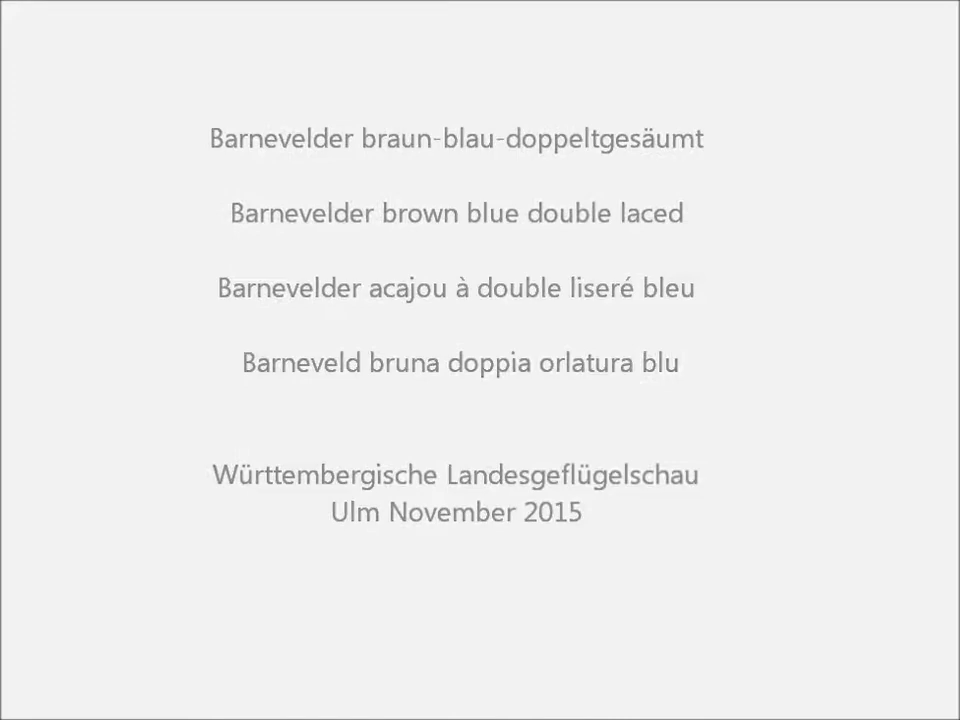 Barnevelder braun-blau-doppeltgesäumt
Barnevelder brown blue double laced
Barnevelder acajou à double liseré bleu
Barneveld bruna doppia orlatura blu
Württembergische Landesgeflügelschau
Ulm November 2015